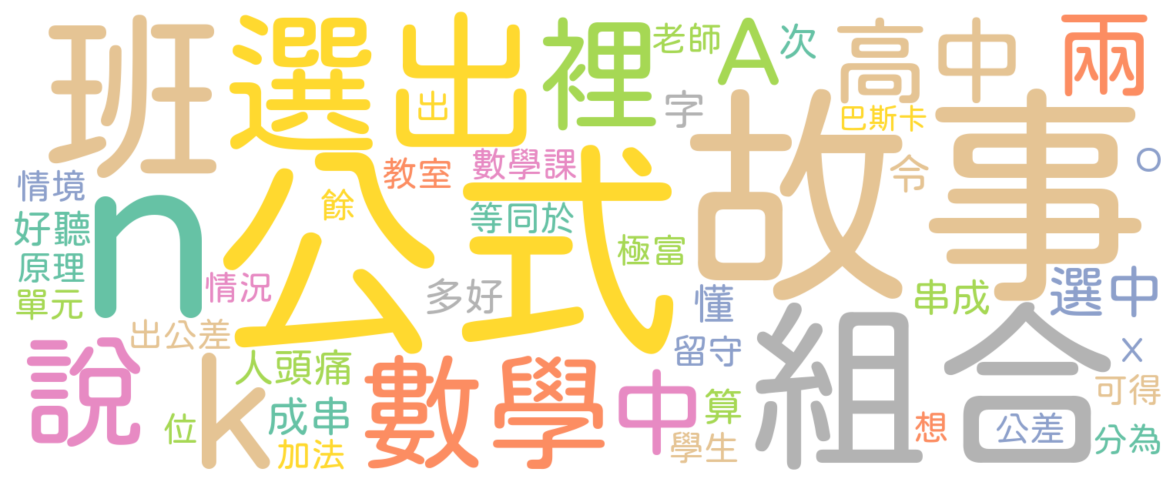 班
選出
裡
老師
A
次
高中
兩
出
字
巴斯卡
故事
。
公式
教室
數學課
令
情境
n
餘
好聽
等同於
極富
原理
單元
情況
多好
懂
串成
選中
出公差
組合
留守
x
說
k
人頭痛
數學
中
算
可得
成串
位
加法
學生
想
公差
分為